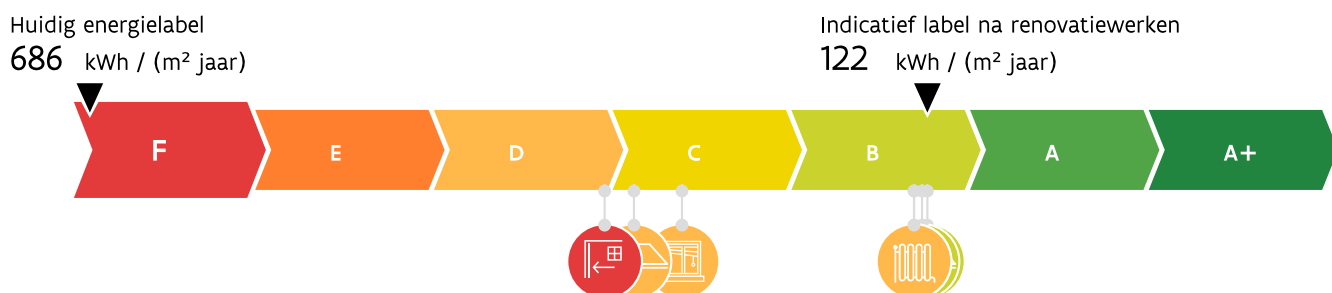 Huidig energielabel
686 kWh / (m² jaar)
Indicatief label na renovatiewerken
122 kWh / (m² jaar)
F E D C B A A+